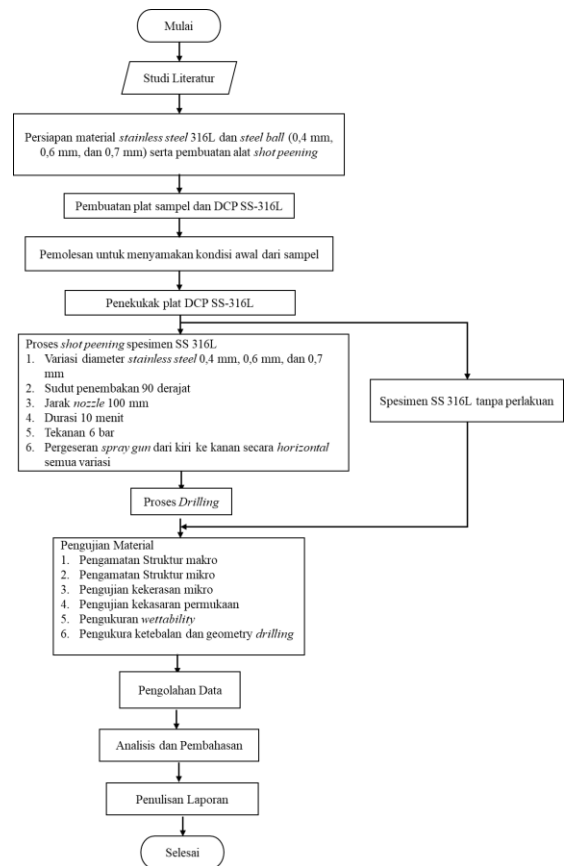 Mulai
Studi Literatur
Persiapan material stainless steel 316L dan steel ball (0,4 mm,
0,6 mm, dan 0,7 mm) serta pembuatan alat shot peening
Pembuatan plat sampel dan DCP SS-316L
Pemolesan untuk menyamakan kondisi awal dari sampel
Penekukak plat DCP SS-316L
Proses shot peening spesimen SS 316L
1. Variasi diameter stainless steel 0,4 mm, 0,6 mm, dan 0,7
mm
2. Sudut penembakan 90 derajat
3. Jarak nozzle 100 mm
4. Durasi 10 menit
5. Tekanan 6 bar
6. Pergeseran spray gun dari kiri ke kanan secara horizontal
semua variasi
Spesimen SS 316L tanpa perlakuan
Proses Drilling
Pengujian Material
1. Pengamatan Struktur makro
2. Pengamatan Struktur mikro
3. Pengujian kekerasan mikro
4. Pengujian kekasaran permukaan
5. Pengukuran wettability
6. Pengukura ketebalan dan geometry drilling
Pengolahan Data
Analisis dan Pembahasan
Penulisan Laporan
Selesai